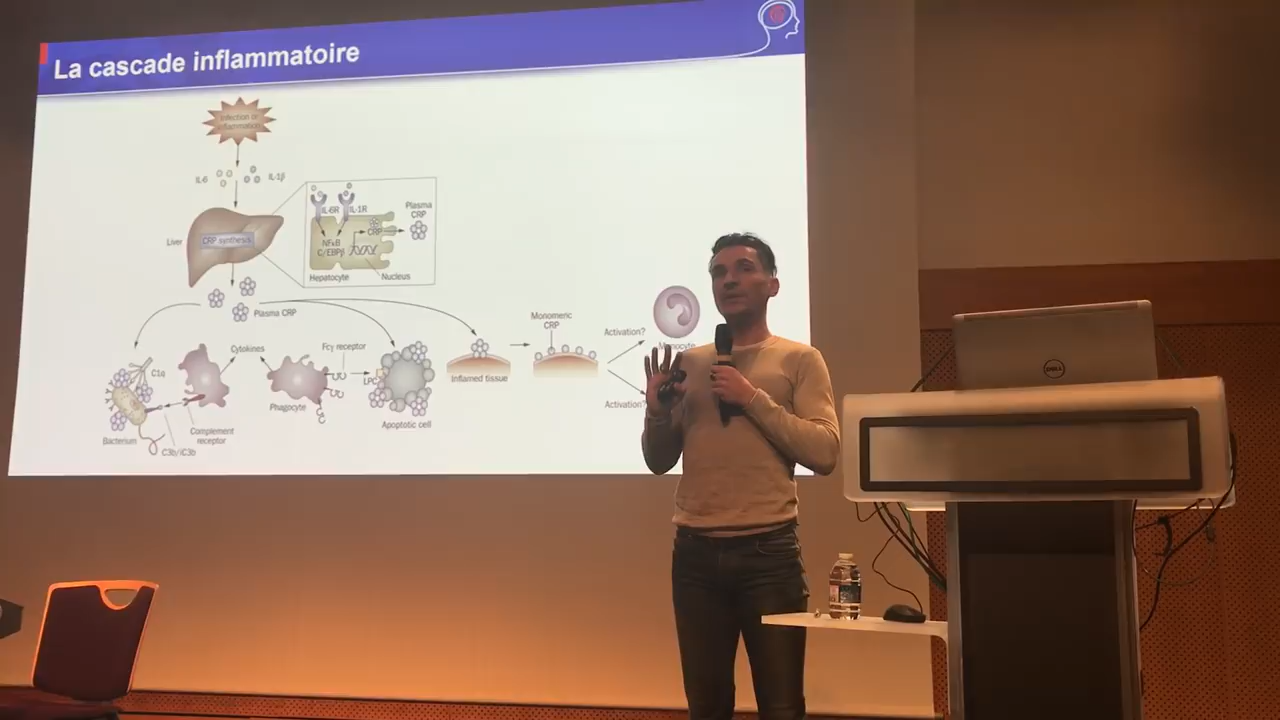 La cascade inflammatoire
Infection or
inflammation
IL-6
IL-1β
Liver
CRP synthesis
IL-6R
IL-1R
Plasma
CRP
CRP
NFκB
C/EBPβ
Hepatocyte
Nucleus
Plasma CRP
Monomeric
CRP
Activation?
Monocyte
Activation?
Inflamed tissue
Cytokines
Fcγ receptor
C1q
LPC
Phagocyte
Apoptotic cell
Bacterium
Complement
receptor
C3b/iC3b
DELL